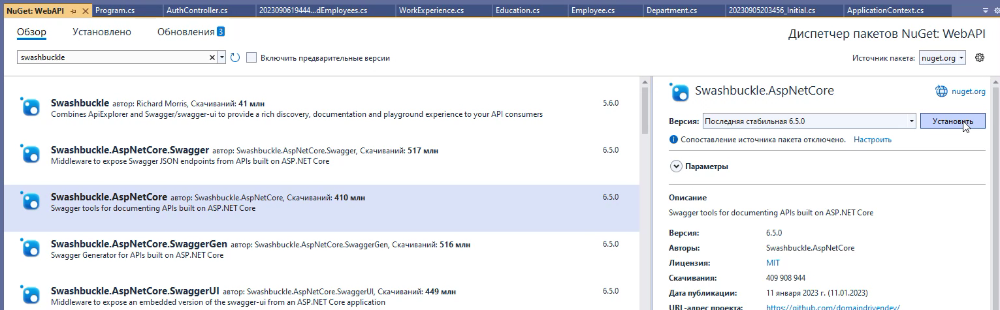 NuGet: WebAPI
Program.cs
AuthController.cs
2023090619444...dEmployees.cs
WorkExperience.cs
Education.cs
Employee.cs
Department.cs
20230905203456_Initial.cs
ApplicationContext.cs
Обзор
Установлено
Обновления 3
Диспетчер пакетов NuGet: WebAPI
swashbuckle
Включить предварительные версии
Источник пакета: nuget.org
Swashbuckle автор: Richard Morris, Скачиваний: 41 млн
5.6.0
Combines ApiExplorer and Swagger/swagger-ui to provide a rich discovery, documentation and playground experience to your API consumers
Swashbuckle.AspNetCore.Swagger автор: Swashbuckle.AspNetCore.Swagger, Скачиваний: 517 млн
6.5.0
Middleware to expose Swagger JSON endpoints from APIs built on ASP.NET Core
Swashbuckle.AspNetCore автор: Swashbuckle.AspNetCore, Скачиваний: 410 млн
6.5.0
Swagger tools for documenting APIs built on ASP.NET Core
Swashbuckle.AspNetCore.SwaggerGen автор: Swashbuckle.AspNetCore.SwaggerGen, Скачиваний: 516 млн
6.5.0
Swagger Generator for APIs built on ASP.NET Core
Swashbuckle.AspNetCore.SwaggerUI автор: Swashbuckle.AspNetCore.SwaggerUI, Скачиваний: 449 млн
6.5.0
Middleware to expose an embedded version of the swagger-ui from an ASP.NET Core application
Swashbuckle.AspNetCore
nuget.org
Версия: Последняя стабильная 6.5.0
Установить
Сопоставление источника пакета отключено. Настроить
Параметры
Описание
Swagger tools for documenting APIs built on ASP.NET Core
Версия: 6.5.0
Авторы: Swashbuckle.AspNetCore
Лицензия: MIT
Скачивания: 409 908 944
Дата публикации: 11 января 2023 г. (11.01.2023)
URL-адрес проекта: https://github.com/domaindrivendev/